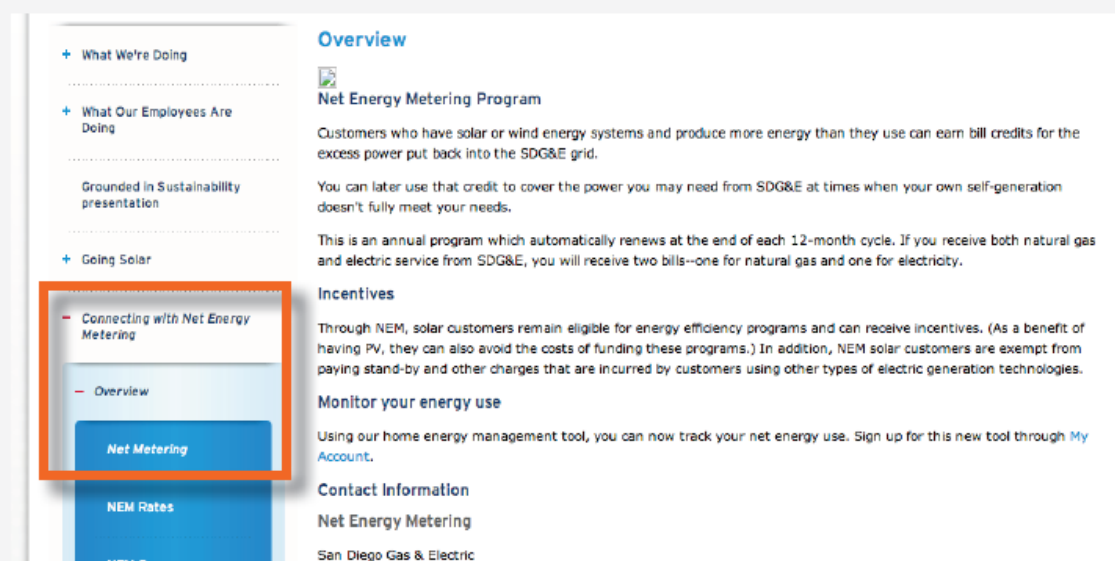 + What We're Doing
+ What Our Employees Are
Doing
Grounded in Sustainability
presentation
+ Going Solar
– Connecting with Net Energy
Metering
– Overview
Net Metering
NEM Rates
Overview
Net Energy Metering Program
Customers who have solar or wind energy systems and produce more energy than they use can earn bill credits for the
excess power put back into the SDG&E grid.
You can later use that credit to cover the power you may need from SDG&E at times when your own self-generation
doesn't fully meet your needs.
This is an annual program which automatically renews at the end of each 12-month cycle. If you receive both natural gas
and electric service from SDG&E, you will receive two bills--one for natural gas and one for electricity.
Incentives
Through NEM, solar customers remain eligible for energy efficiency programs and can receive incentives. (As a benefit of
having PV, they can also avoid the costs of funding these programs.) In addition, NEM solar customers are exempt from
paying stand-by and other charges that are incurred by customers using other types of electric generation technologies.
Monitor your energy use
Using our home energy management tool, you can now track your net energy use. Sign up for this new tool through My
Account.
Contact Information
Net Energy Metering
San Diego Gas & Electric